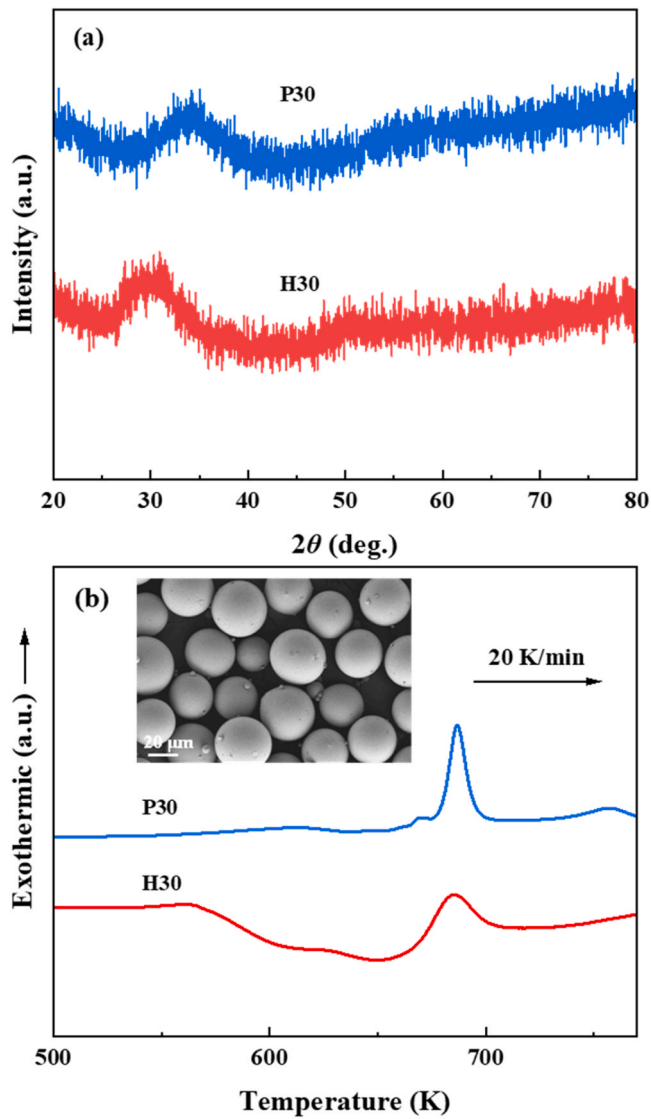 (a)
P30
H30
Intensity (a.u.)
20 30 40 50 60 70 80
2θ (deg.)
(b)
20 K/min
20 μm
P30
H30
Exothermic (a.u.)
500 600 700
Temperature (K)